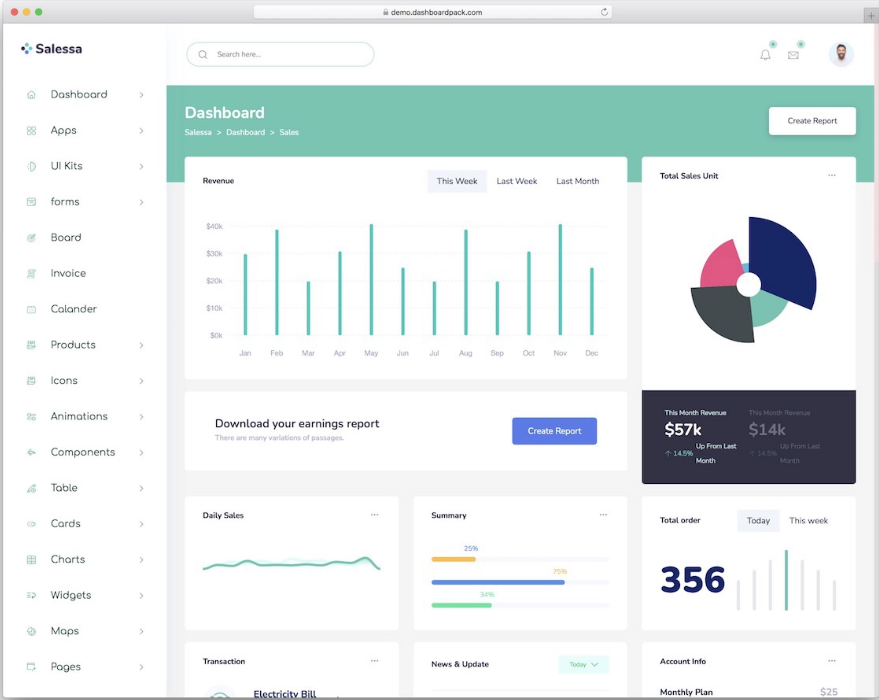 demo.dashboardpack.com
Salessa
Search here...
Dashboard
Apps
UI Kits
forms
Board
Invoice
Calander
Products
Icons
Animations
Components
Table
Cards
Charts
Widgets
Maps
Pages
Dashboard
Salessa > Dashboard > Sales
Create Report
Revenue
This Week Last Week Last Month
$40k
$30k
$20k
$10k
$0k
Jan Feb Mar Apr May Jun Jul Aug Sep Oct Nov Dec
Total Sales Unit
This Month Revenue
$57k
↑ 14.5% Up From Last
Month
This Month Revenue
$14k
↑ 14.5% Up From Last
Month
Download your earnings report
There are many variations of passages.
Create Report
Daily Sales
Summary
25%
75%
34%
Total order
Today This week
356
Transaction
Electricity Bill
News & Update
Today
Account Info
Monthly Plan $25